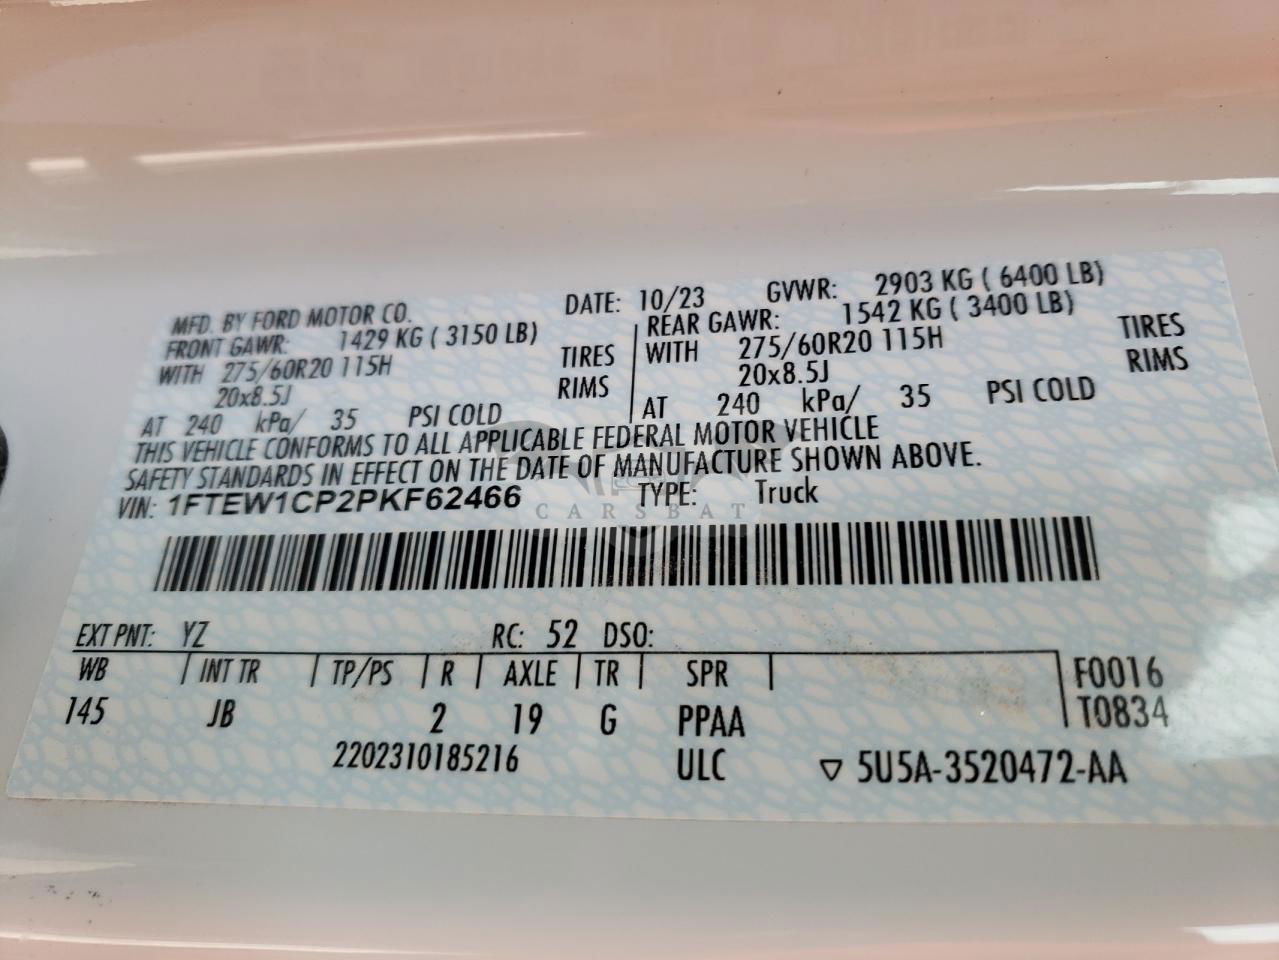 MFD. BY FORD MOTOR CO. DATE: 10/23 GVWR: 2903 KG ( 6400 LB)
FRONT GAWR: 1429 KG ( 3150 LB) REAR GAWR: 1542 KG ( 3400 LB)
WITH 275/60R20 115H TIRES WITH 275/60R20 115H TIRES
20x8.5J RIMS 20x8.5J RIMS
AT 240 kPa/ 35 PSI COLD AT 240 kPa/ 35 PSI COLD
THIS VEHICLE CONFORMS TO ALL APPLICABLE FEDERAL MOTOR VEHICLE
SAFETY STANDARDS IN EFFECT ON THE DATE OF MANUFACTURE SHOWN ABOVE.
VIN: 1FTEW1CP2PKF62466 TYPE: Truck
CARSBAT
EXT PNT: YZ RC: 52 DSO:
WB INT TR TP/PS R AXLE TR SPR F0016
145 JB 2 19 G PPAA T0834
2202310185216 ULC ▽ 5U5A-3520472-AA